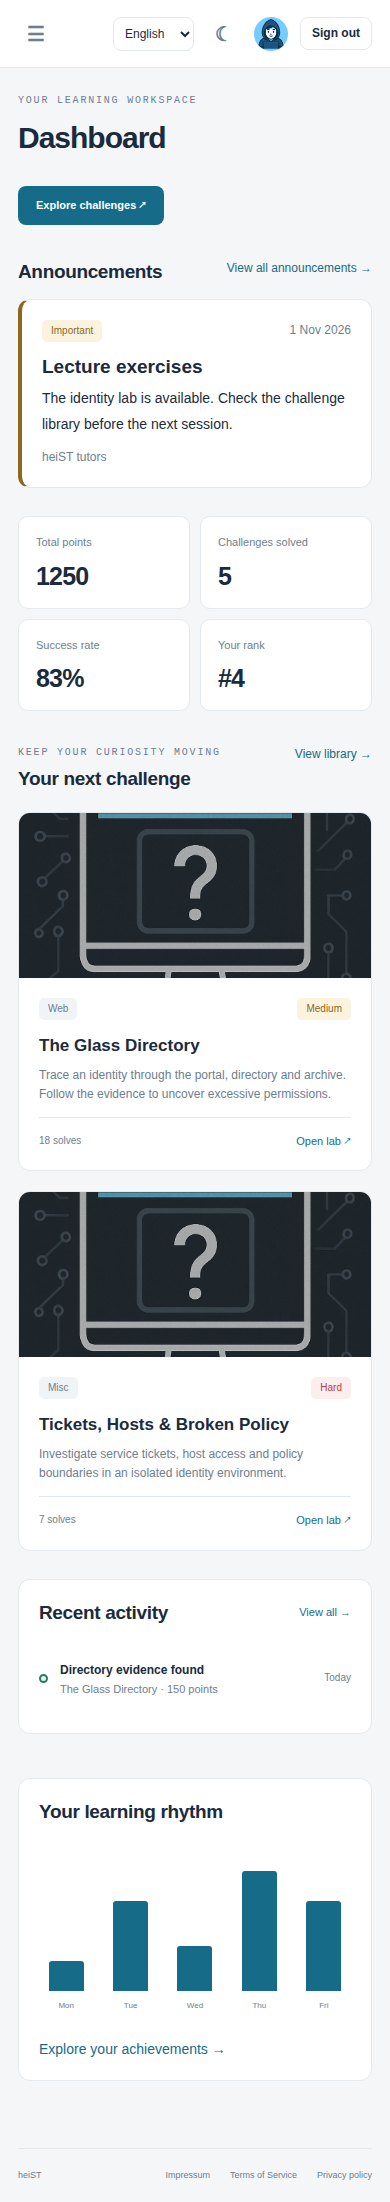 ☰ English ☾ Sign out
YOUR LEARNING WORKSPACE
Dashboard
Explore challenges ↗
Announcements View all announcements →
Important 1 Nov 2026
Lecture exercises
The identity lab is available. Check the challenge
library before the next session.
heiST tutors
Total points Challenges solved
1250 5
Success rate Your rank
83% #4
KEEP YOUR CURIOSITY MOVING View library →
Your next challenge
?
Web Medium
The Glass Directory
Trace an identity through the portal, directory and archive.
Follow the evidence to uncover excessive permissions.
18 solves Open lab ↗
?
Misc Hard
Tickets, Hosts & Broken Policy
Investigate service tickets, host access and policy
boundaries in an isolated identity environment.
7 solves Open lab ↗
Recent activity View all →
Directory evidence found Today
The Glass Directory · 150 points
Your learning rhythm
Mon Tue Wed Thu Fri
Explore your achievements →
heiST Impressum Terms of Service Privacy policy